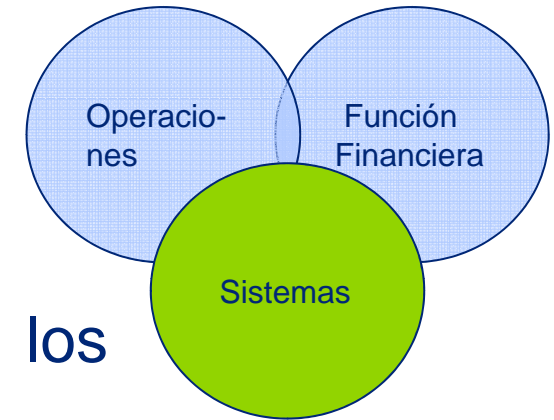 Operacio-
nes
Función
Financiera
Sistemas
los